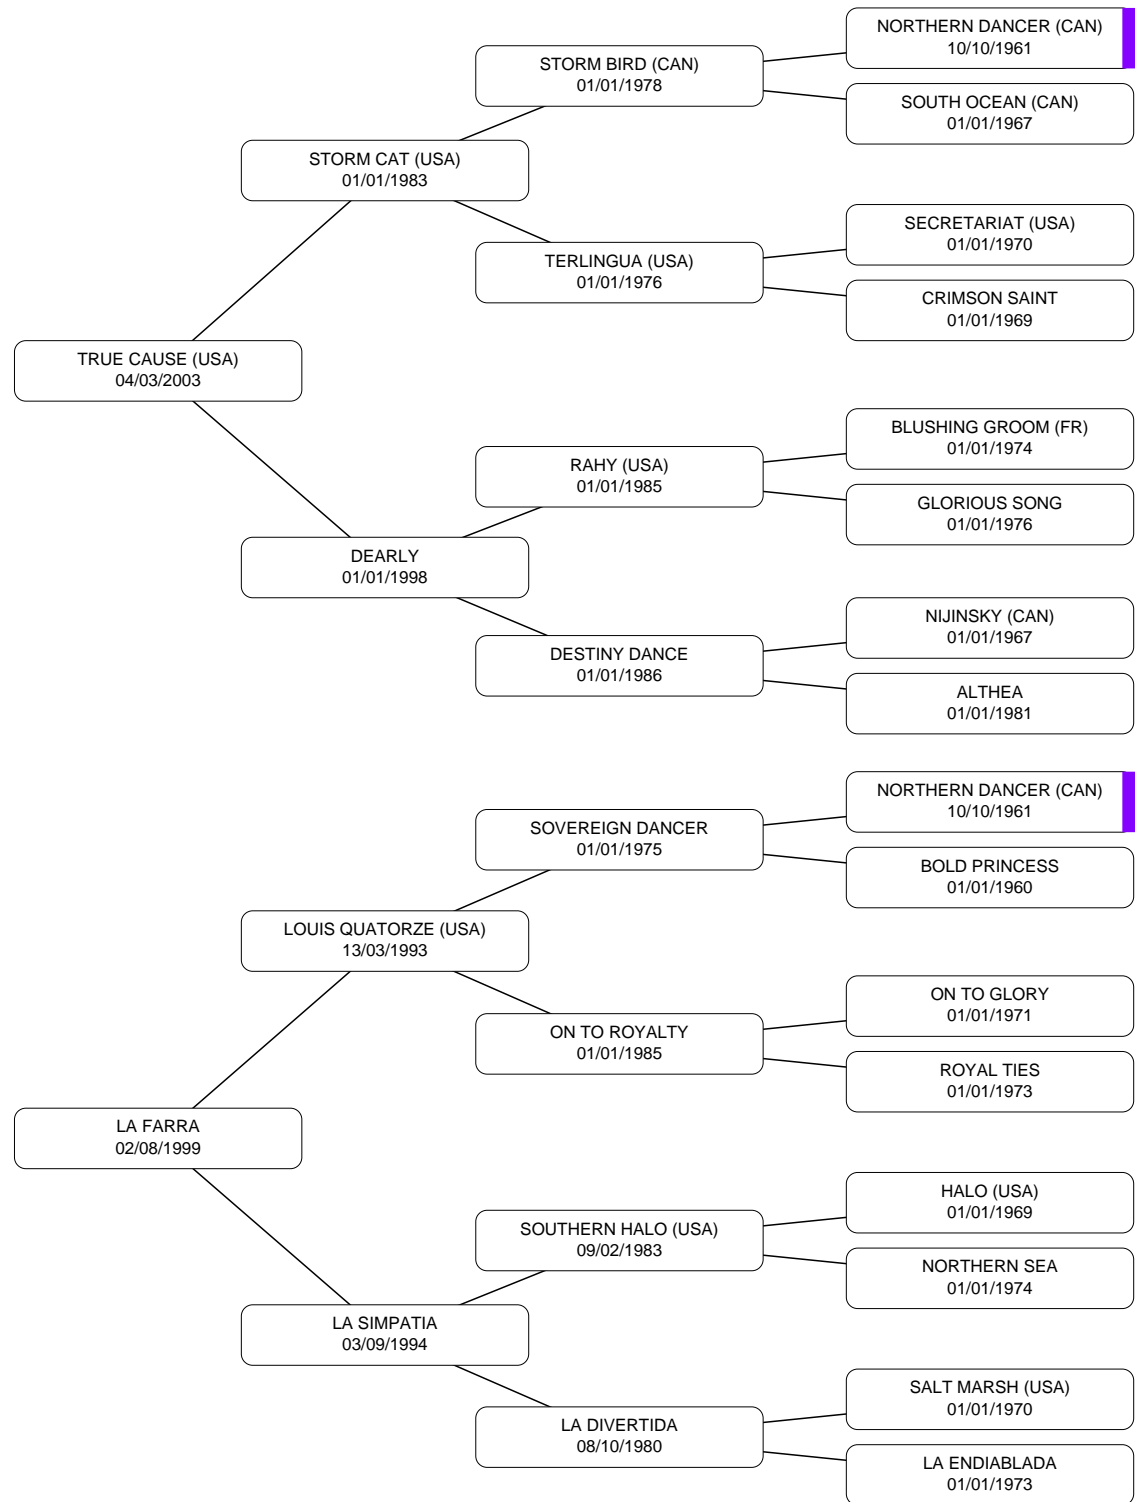 NORTHERN DANCER (CAN)
10/10/1961
STORM BIRD (CAN)
01/01/1978
SOUTH OCEAN (CAN)
01/01/1967
STORM CAT (USA)
01/01/1983
SECRETARIAT (USA)
01/01/1970
TERLINGUA (USA)
01/01/1976
CRIMSON SAINT
01/01/1969
TRUE CAUSE (USA)
04/03/2003
BLUSHING GROOM (FR)
01/01/1974
RAHY (USA)
01/01/1985
GLORIOUS SONG
01/01/1976
DEARLY
01/01/1998
NIJINSKY (CAN)
01/01/1967
DESTINY DANCE
01/01/1986
ALTHEA
01/01/1981
NORTHERN DANCER (CAN)
10/10/1961
SOVEREIGN DANCER
01/01/1975
BOLD PRINCESS
01/01/1960
LOUIS QUATORZE (USA)
13/03/1993
ON TO GLORY
01/01/1971
ON TO ROYALTY
01/01/1985
ROYAL TIES
01/01/1973
LA FARRA
02/08/1999
HALO (USA)
01/01/1969
SOUTHERN HALO (USA)
09/02/1983
NORTHERN SEA
01/01/1974
LA SIMPATIA
03/09/1994
SALT MARSH (USA)
01/01/1970
LA DIVERTIDA
08/10/1980
LA ENDIABLADA
01/01/1973